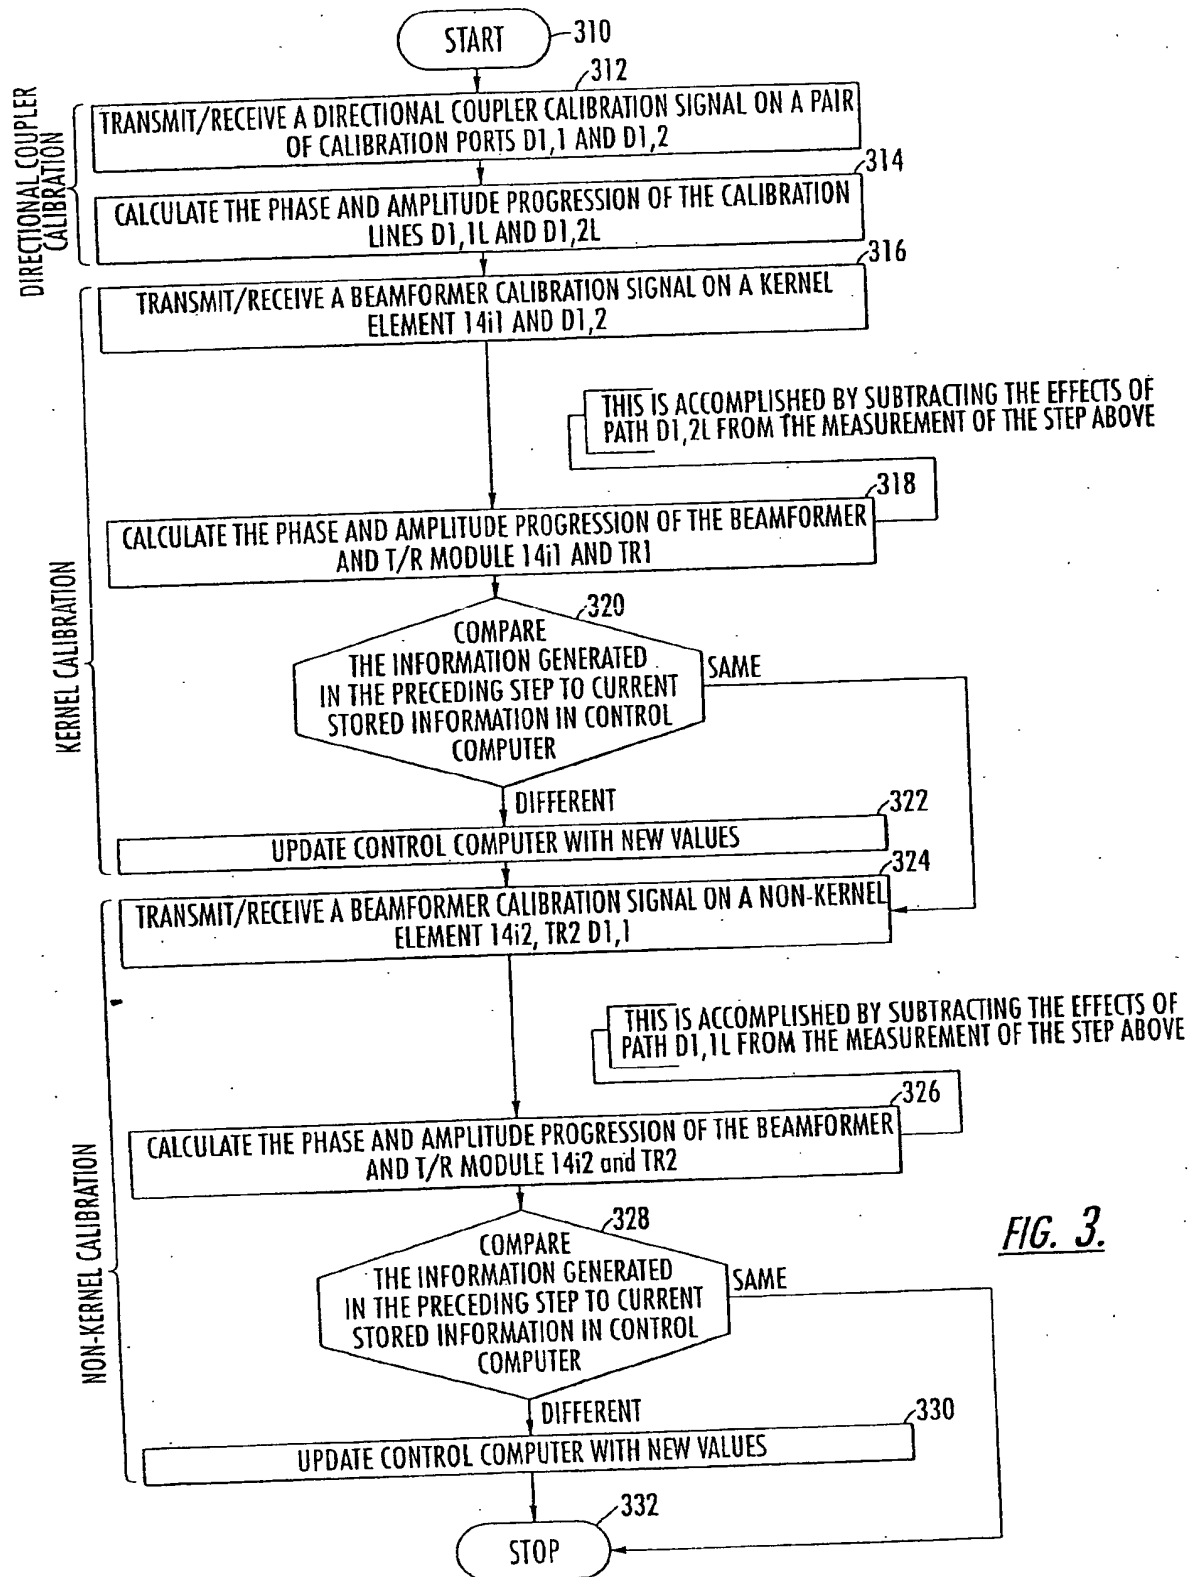 START
310
312
DIRECTIONAL COUPLER
CALIBRATION
TRANSMIT/RECEIVE A DIRECTIONAL COUPLER CALIBRATION SIGNAL ON A PAIR
OF CALIBRATION PORTS D1,1 AND D1,2
314
CALCULATE THE PHASE AND AMPLITUDE PROGRESSION OF THE CALIBRATION
LINES D1,1L AND D1,2L
316
KERNEL CALIBRATION
TRANSMIT/RECEIVE A BEAMFORMER CALIBRATION SIGNAL ON A KERNEL
ELEMENT 14i1 AND D1,2
THIS IS ACCOMPLISHED BY SUBTRACTING THE EFFECTS OF
PATH D1,2L FROM THE MEASUREMENT OF THE STEP ABOVE
318
CALCULATE THE PHASE AND AMPLITUDE PROGRESSION OF THE BEAMFORMER
AND T/R MODULE 14i1 AND TR1
320
COMPARE
THE INFORMATION GENERATED
IN THE PRECEDING STEP TO CURRENT
STORED INFORMATION IN CONTROL
COMPUTER
SAME
DIFFERENT
322
UPDATE CONTROL COMPUTER WITH NEW VALUES
324
NON-KERNEL CALIBRATION
TRANSMIT/RECEIVE A BEAMFORMER CALIBRATION SIGNAL ON A NON-KERNEL
ELEMENT 14i2, TR2 D1,1
THIS IS ACCOMPLISHED BY SUBTRACTING THE EFFECTS OF
PATH D1,1L FROM THE MEASUREMENT OF THE STEP ABOVE
326
CALCULATE THE PHASE AND AMPLITUDE PROGRESSION OF THE BEAMFORMER
AND T/R MODULE 14i2 and TR2
328
COMPARE
THE INFORMATION GENERATED
IN THE PRECEDING STEP TO CURRENT
STORED INFORMATION IN CONTROL
COMPUTER
SAME
FIG. 3.
DIFFERENT
330
UPDATE CONTROL COMPUTER WITH NEW VALUES
332
STOP